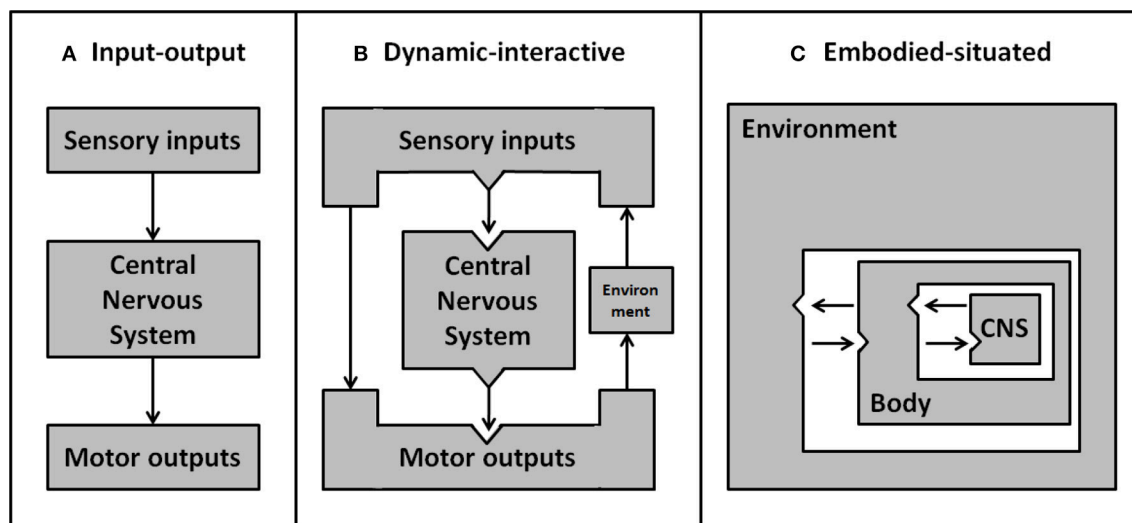 A Input-output
Sensory inputs
Central
Nervous
System
Motor outputs
B Dynamic-interactive
Sensory inputs
Central
Nervous
System
Environ
ment
Motor outputs
C Embodied-situated
Environment
CNS
Body